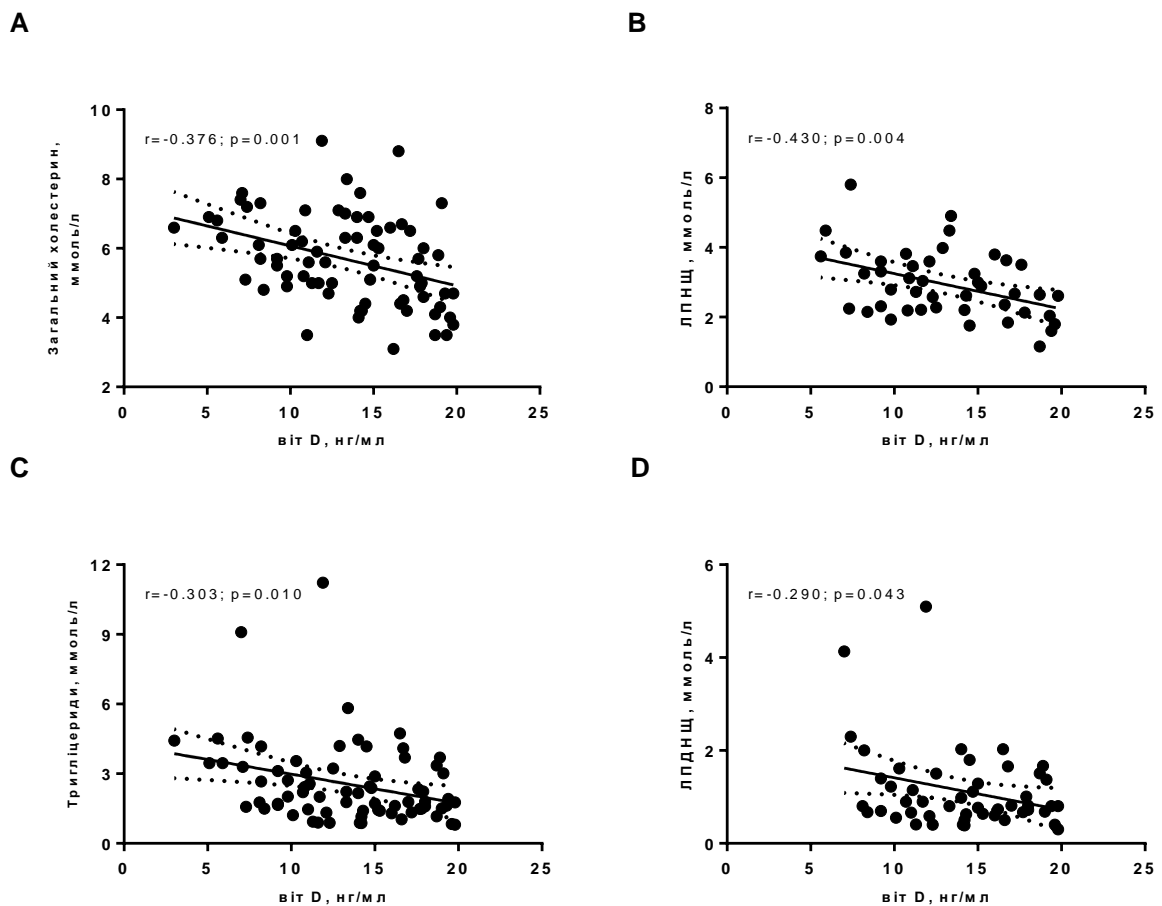 A
B
Загальний холестерин,
ммоль/л
10
8
6
4
2
r=-0.376; p=0.001
0
5
10
15
20
25
віт D, нг/мл
ЛПНЩ, ммоль/л
8
6
4
2
0
r=-0.430; p=0.004
0
5
10
15
20
25
віт D, нг/мл
C
D
Тригліцериди, ммоль/л
12
9
6
3
0
r=-0.303; p=0.010
0
5
10
15
20
25
віт D, нг/мл
ЛПДНЩ, ммоль/л
6
4
2
0
r=-0.290; p=0.043
0
5
10
15
20
25
віт D, нг/мл